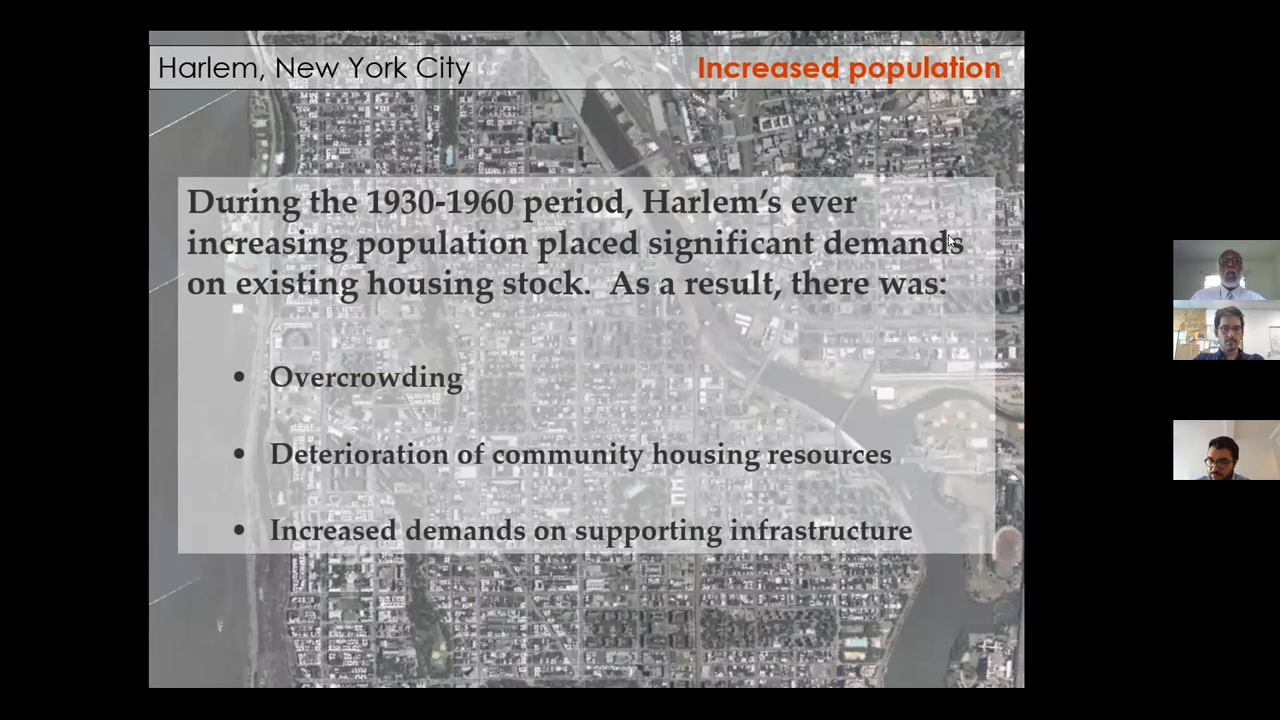 Harlem, New York City
Increased population
During the 1930-1960 period, Harlem’s ever
increasing population placed significant demands
on existing housing stock.  As a result, there was:
• Overcrowding
• Deterioration of community housing resources
• Increased demands on supporting infrastructure